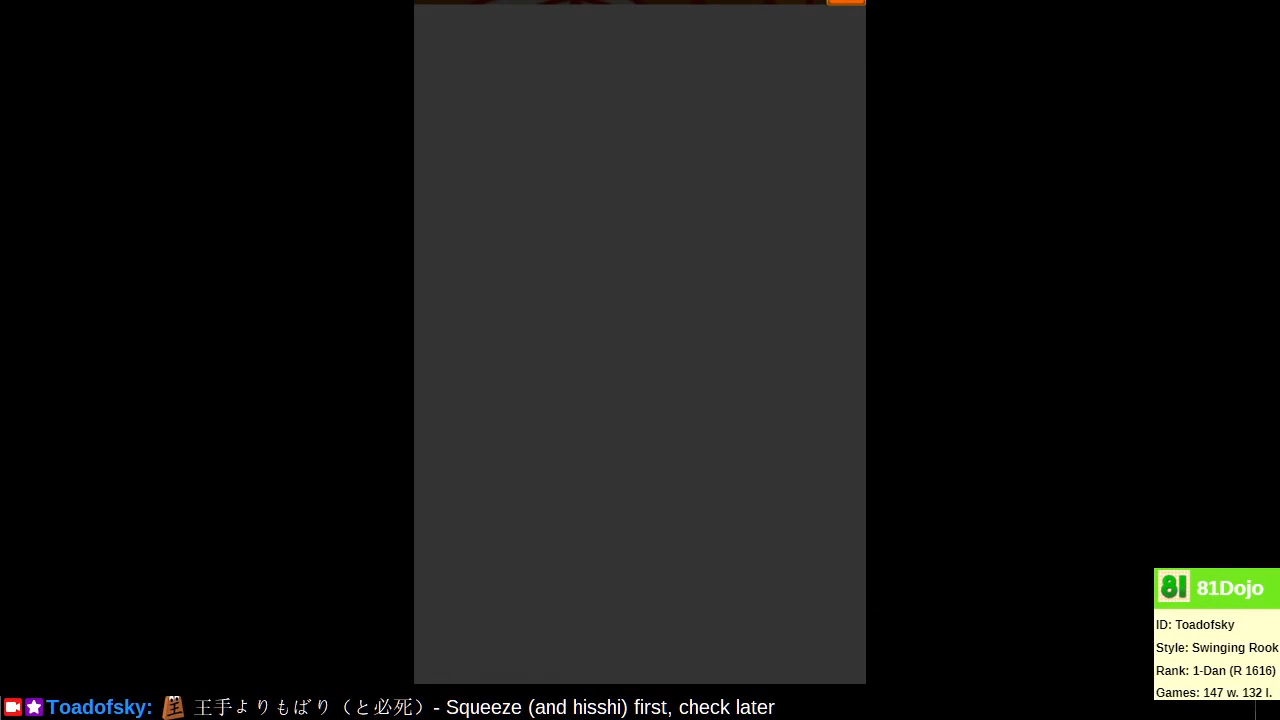 81 81Dojo
ID: Toadofsky
Style: Swinging Rook
Rank: 1-Dan (R 1616)
Games: 147 w. 132 l.
Toadofsky: 王手よりもばり（と必死）- Squeeze (and hisshi) first, check later